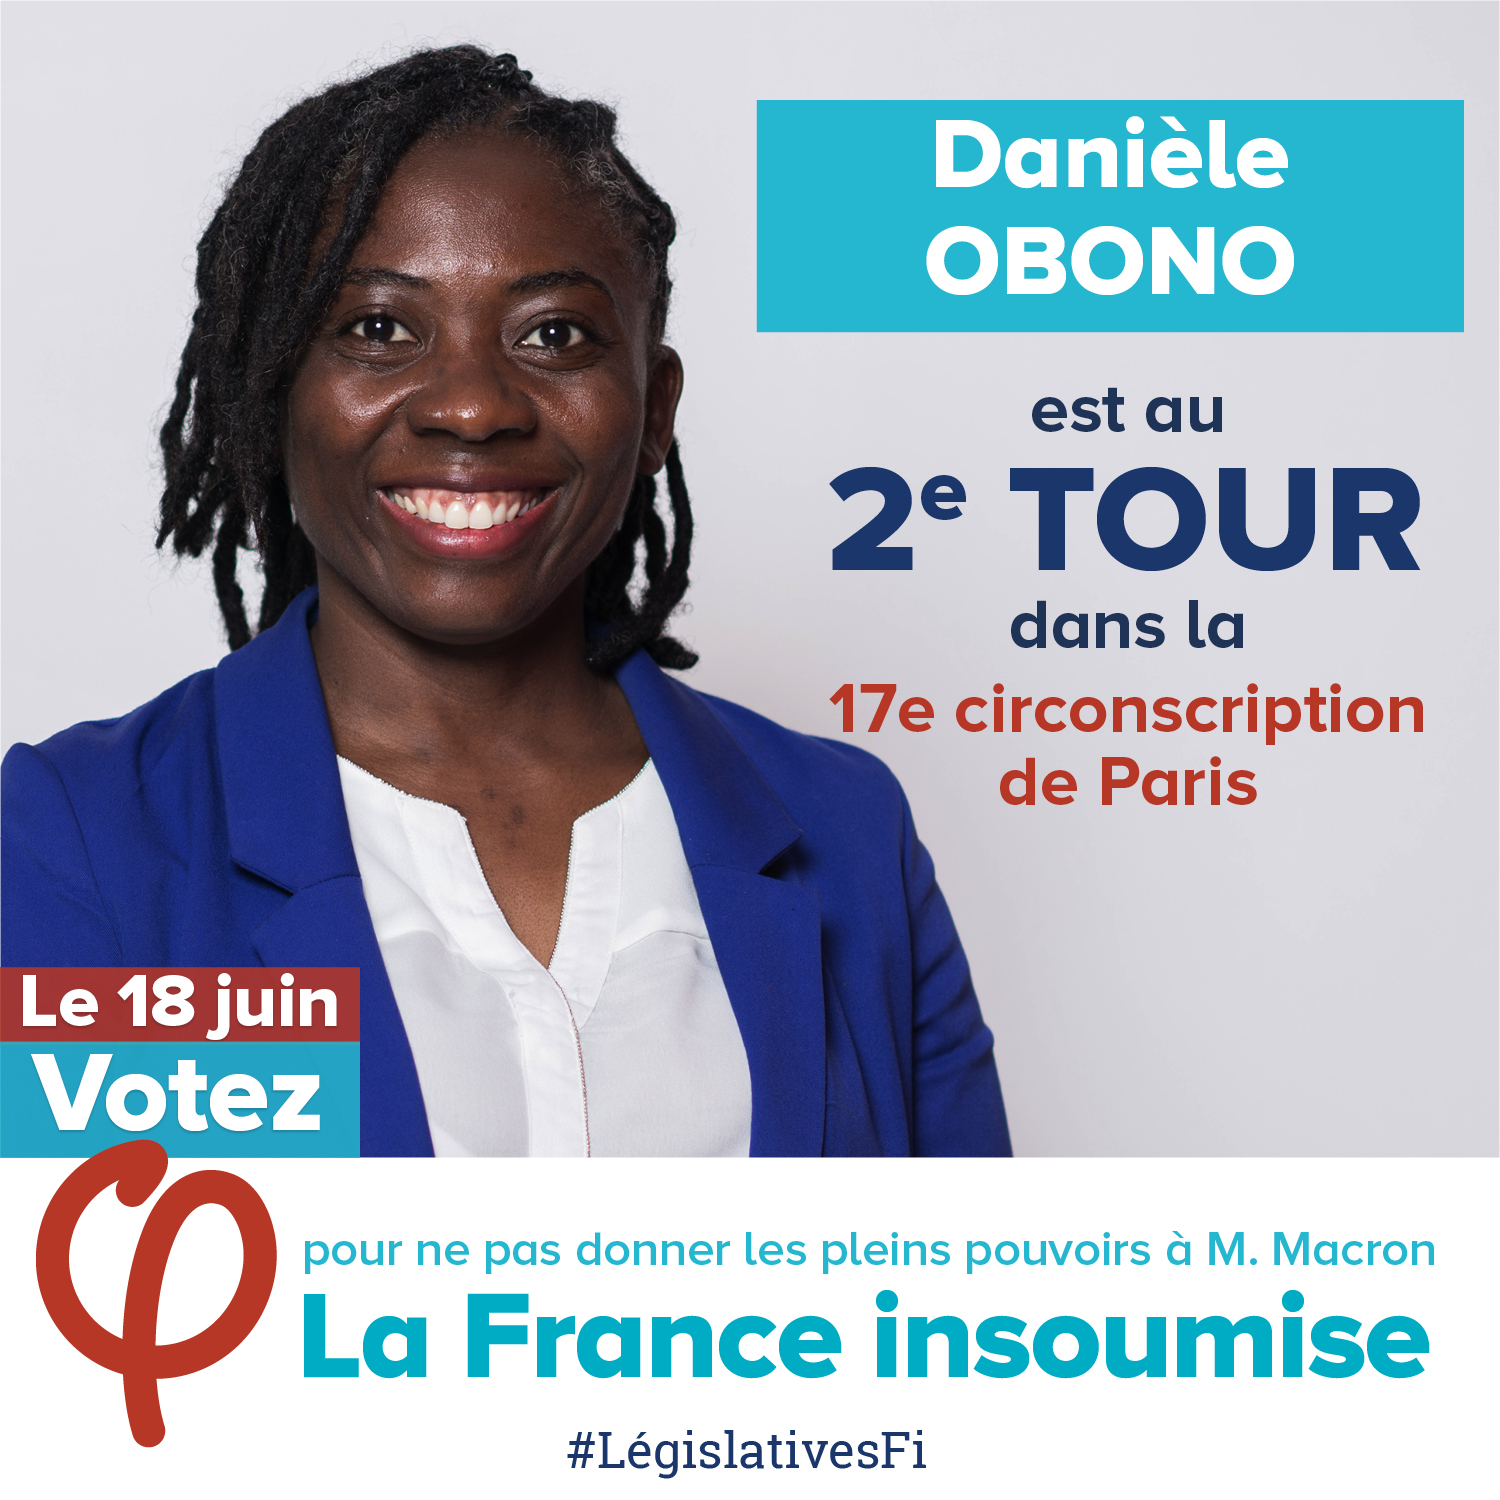 Danièle
OBONO
est au
2e TOUR
dans la
17e circonscription
de Paris
Le 18 juin
Votez
φ
pour ne pas donner les pleins pouvoirs à M. Macron
La France insoumise
#LégislativesFi